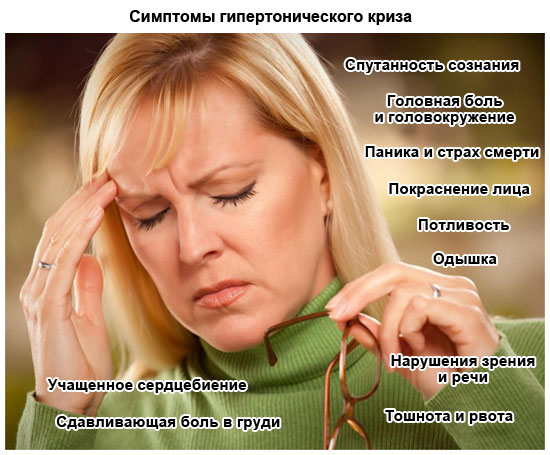 Симптомы гипертонического криза
Спутанность сознания
Головная боль
и головокружение
Паника и страх смерти
Покраснение лица
Потливость
Одышка
Нарушения зрения
и речи
Учащенное сердцебиение
Тошнота и рвота
Сдавливающая боль в груди